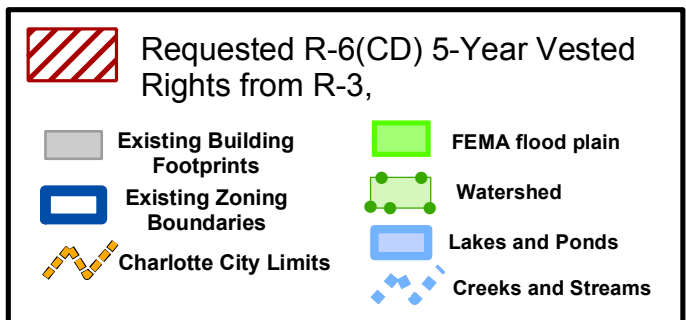 Requested R-6(CD) 5-Year Vested
Rights from R-3,
Existing Building
Footprints
Existing Zoning
Boundaries
Charlotte City Limits
FEMA flood plain
Watershed
Lakes and Ponds
Creeks and Streams